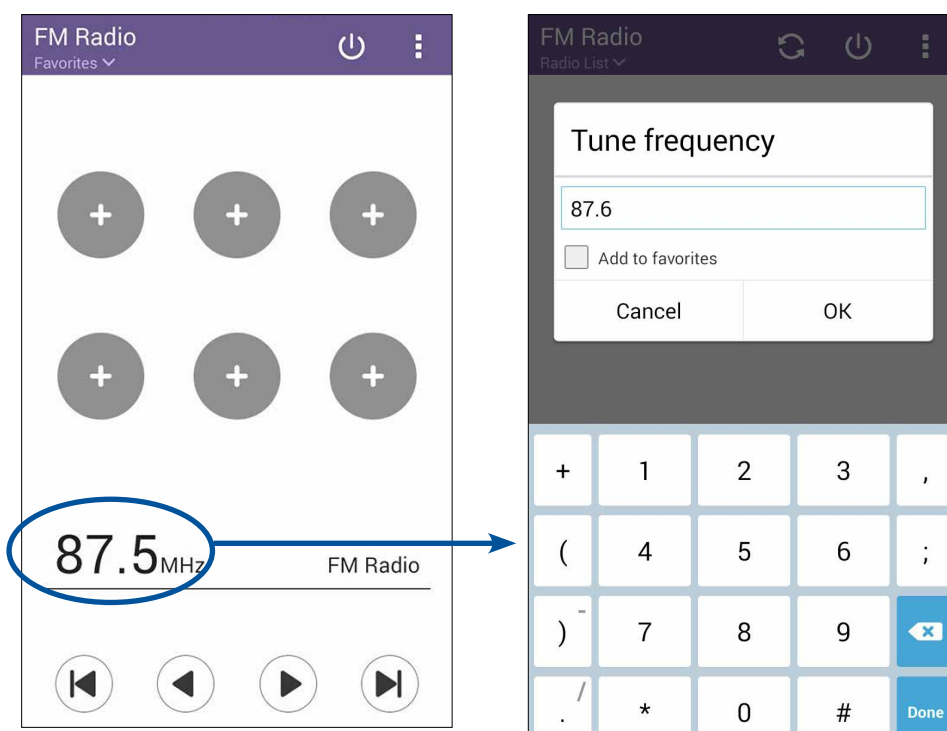 FM Radio
Favorites
+ + +
+ + +
87.5MHz
FM Radio
FM Radio
Radio List
Tune frequency
87.6
Add to favorites
Cancel OK
+ 1 2 3 ,
( 4 5 6 ;
) - 7 8 9
. / * 0 # Done